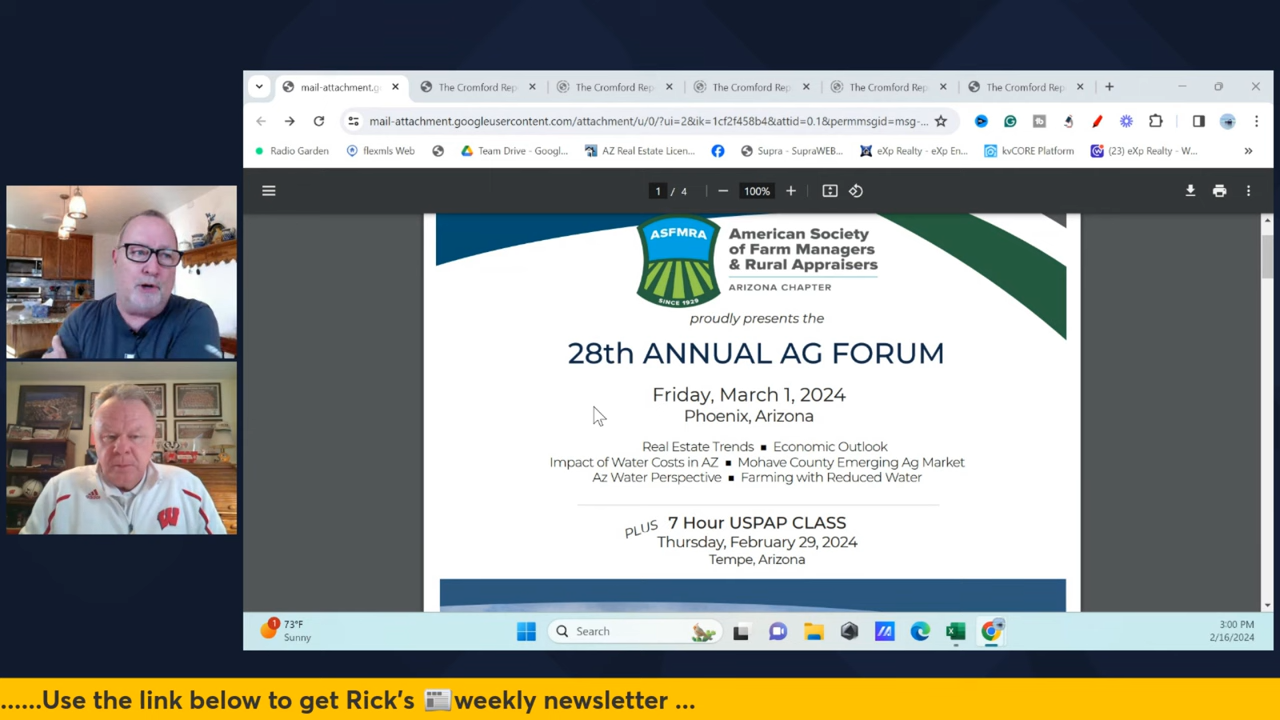 mail-attachment.g
The Cromford Rep
The Cromford Rep
The Cromford Rep
The Cromford Rep
The Cromford Rep
mail-attachment.googleusercontent.com/attachment/u/0/?ui=2&ik=1cf2f458b4&attid=0.1&permmsgid=msg-...
Radio Garden
flexmls Web
Team Drive - Googl...
AZ Real Estate Licen...
Supra - SupraWEB...
eXp Realty - eXp En...
kvCORE Platform
(23) eXp Realty - W...
»
1 / 4
100%
ASFMRA
SINCE 1929
American Society
of Farm Managers
& Rural Appraisers
ARIZONA CHAPTER
proudly presents the
28th ANNUAL AG FORUM
Friday, March 1, 2024
Phoenix, Arizona
Real Estate Trends ▪ Economic Outlook
Impact of Water Costs in AZ ▪ Mohave County Emerging Ag Market
Az Water Perspective ▪ Farming with Reduced Water
PLUS 7 Hour USPAP CLASS
Thursday, February 29, 2024
Tempe, Arizona
W
1
73°F
Sunny
Search
3:00 PM
2/16/2024
......Use the link below to get Rick's 📰weekly newsletter ...